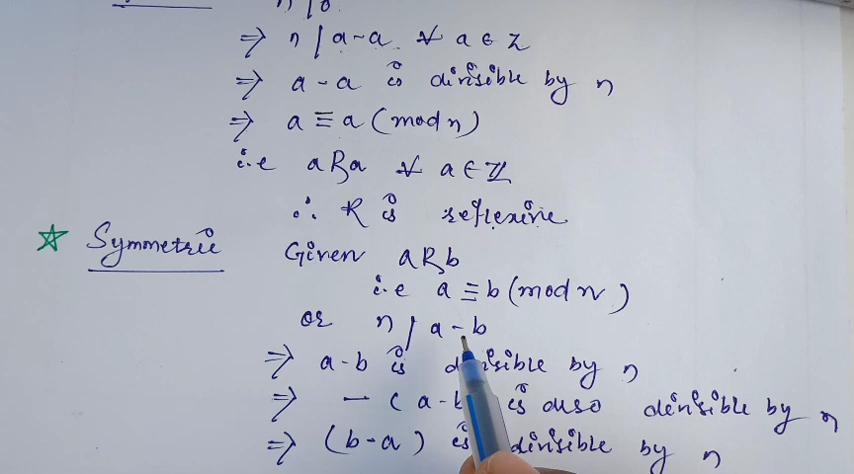 n | 0
⇒ n | a-a ∀ a ∈ Z
⇒ a-a is divisible by n
⇒ a ≡ a (mod n)
i.e aRa ∀ a ∈ Z
∴ R is reflexive
☆ Symmetric Given aRb
i.e a ≡ b (mod n)
or n | a-b
⇒ a-b is divisible by n
⇒ -(a-b is also divisible by n
⇒ (b-a) is divisible by n